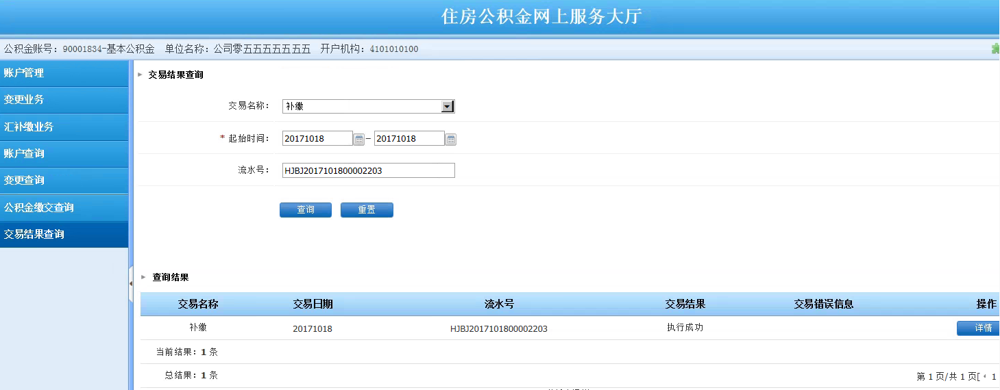 住房公积金网上服务大厅
公积金账号：90001834-基本公积金 单位名称：公司零五五五五五五五 开户机构：4101010100
账户管理
变更业务
汇补缴业务
账户查询
变更查询
公积金缴交查询
交易结果查询
交易结果查询
交易名称： 补缴
* 起始时间： 20171018 – 20171018
流水号： HJBJ2017101800002203
查询 重置
查询结果
交易名称 交易日期 流水号 交易结果 交易错误信息 操作
补缴 20171018 HJBJ2017101800002203 执行成功 详情
当前结果：1 条
总结果：1 条
第 1 页/共 1 页[ 1